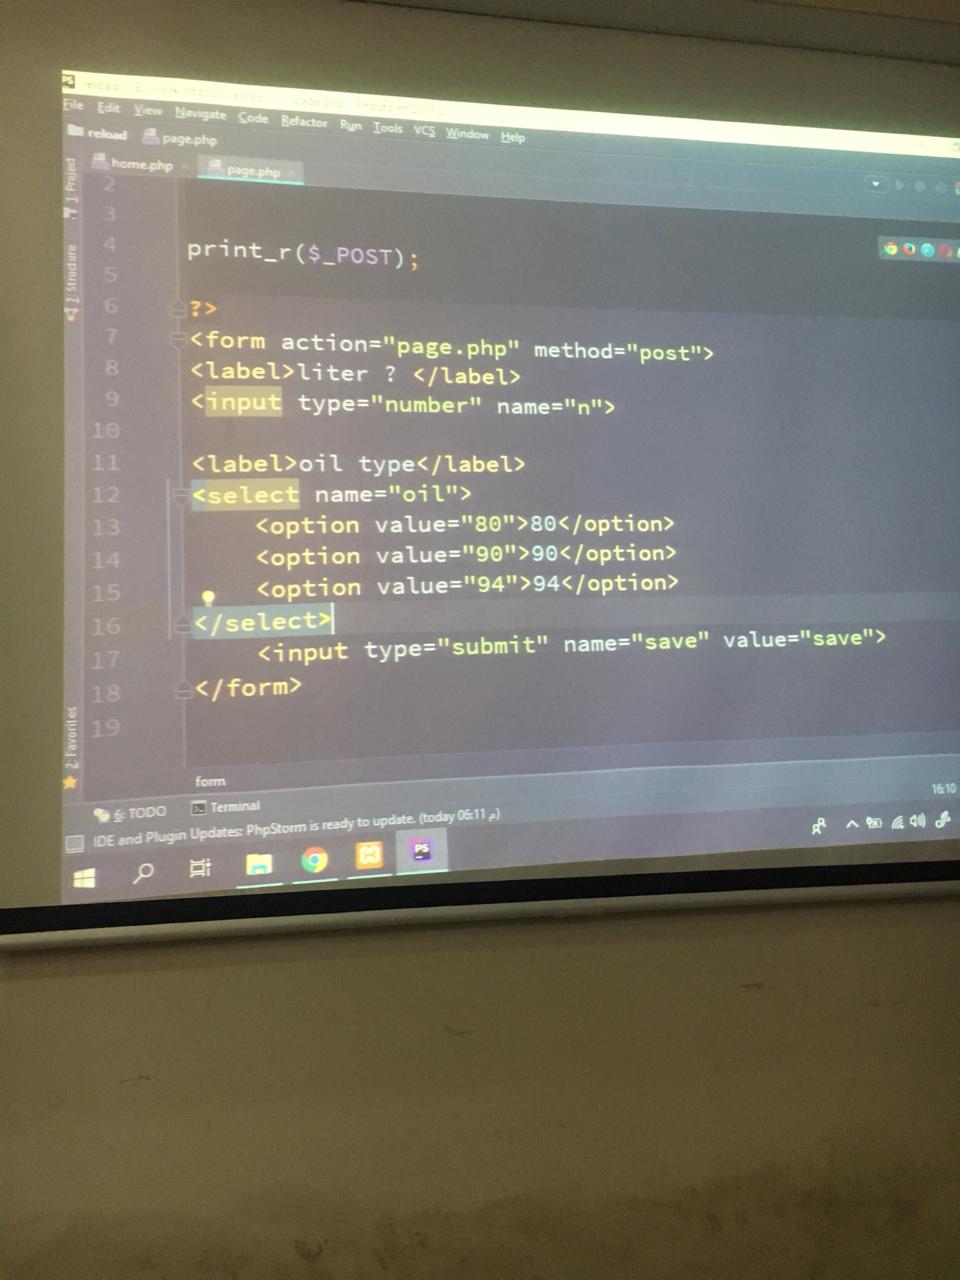 PS reload
File Edit View Navigate Code Refactor Run Tools VCS Window Help
reload page.php
home.php page.php
1: Project
2: Structure
2: Favorites
2
3
4 print_r($_POST);
5
6 ?>
7 <form action="page.php" method="post">
8 <label>liter ? </label>
9 <input type="number" name="n">
10
11 <label>oil type</label>
12 <select name="oil">
13 <option value="80">80</option>
14 <option value="90">90</option>
15 <option value="94">94</option>
16 </select>
17 <input type="submit" name="save" value="save">
18 </form>
19
form
6: TODO Terminal
IDE and Plugin Updates: PhpStorm is ready to update. (today 06:11 م)
16:10
PS